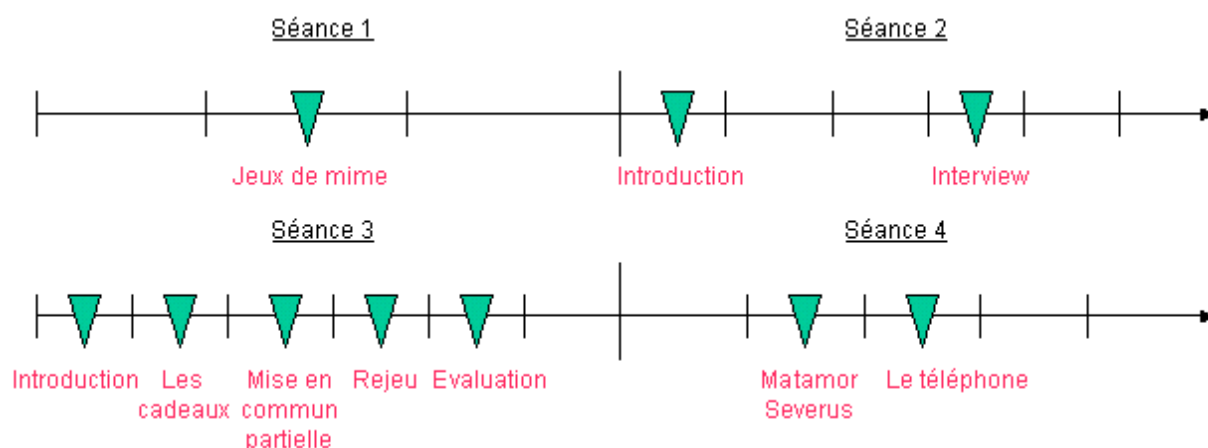 Séance 1
Séance 2
Jeux de mime
Introduction
Interview
Séance 3
Séance 4
Introduction
Les
cadeaux
Mise en
commun
partielle
Rejeu
Evaluation
Matamor
Severus
Le téléphone